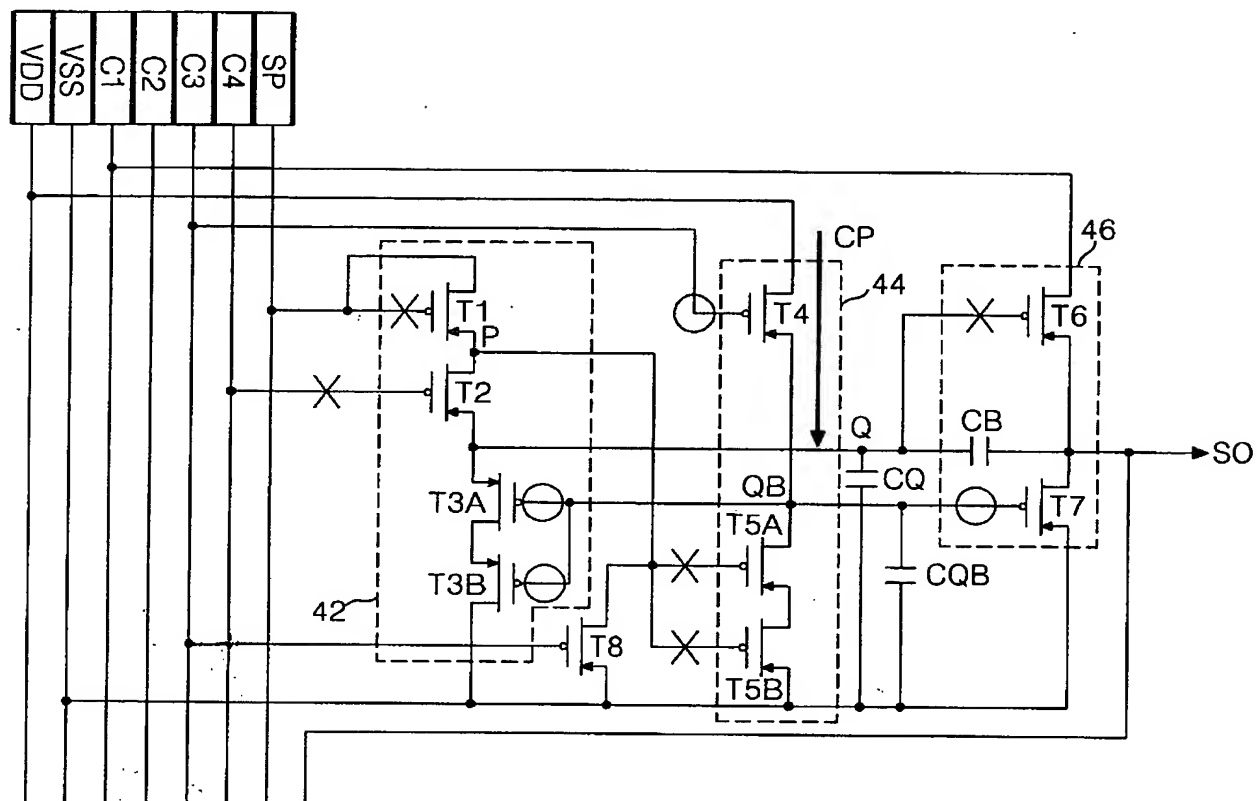 VDD
VSS
C1
C2
C3
C4
SP
CP
46
44
T1
P
T4
T6
T2
Q
CB
SO
CQ
T3A
QB
T7
T5A
T3B
CQB
42
T8
T5B